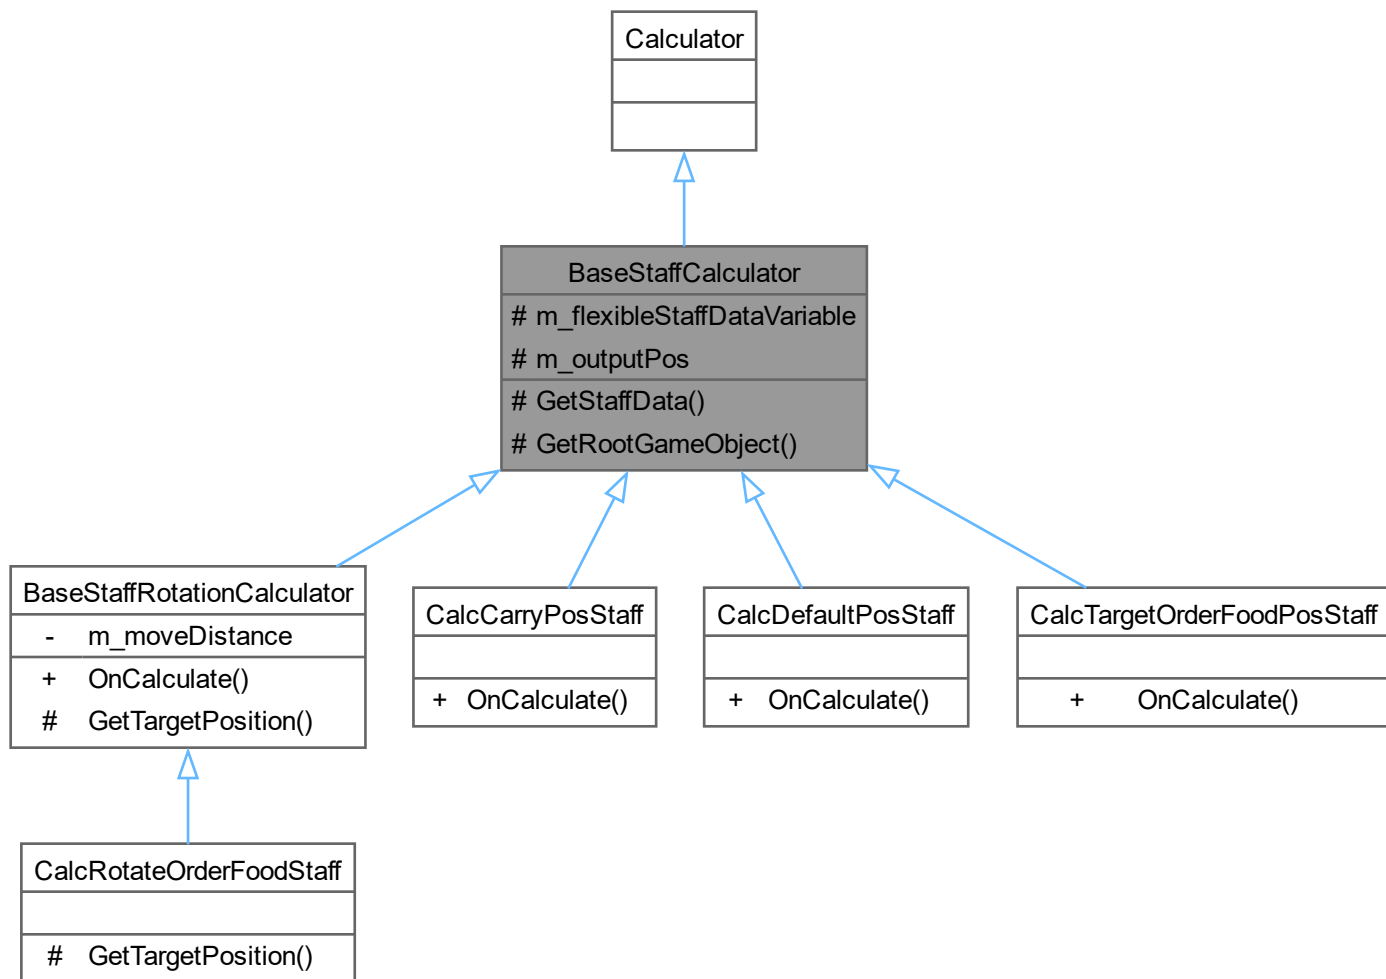 Calculator
BaseStaffCalculator
# m_flexibleStaffDataVariable
# m_outputPos
# GetStaffData()
# GetRootGameObject()
BaseStaffRotationCalculator
- m_moveDistance
+ OnCalculate()
# GetTargetPosition()
CalcCarryPosStaff
+ OnCalculate()
CalcDefaultPosStaff
+ OnCalculate()
CalcTargetOrderFoodPosStaff
+ OnCalculate()
CalcRotateOrderFoodStaff
# GetTargetPosition()